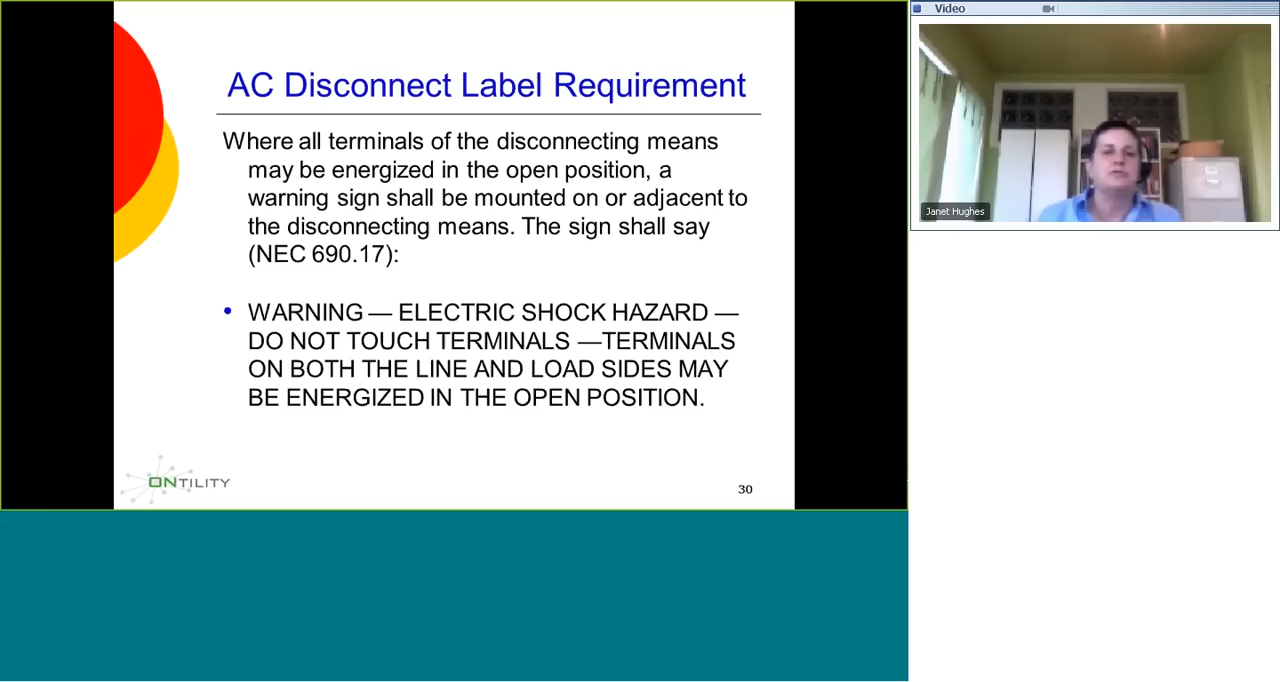 AC Disconnect Label Requirement
Where all terminals of the disconnecting means
may be energized in the open position, a
warning sign shall be mounted on or adjacent to
the disconnecting means. The sign shall say
(NEC 690.17):
• WARNING — ELECTRIC SHOCK HAZARD —
DO NOT TOUCH TERMINALS —TERMINALS
ON BOTH THE LINE AND LOAD SIDES MAY
BE ENERGIZED IN THE OPEN POSITION.
ONTILITY
30
Video
Janet Hughes